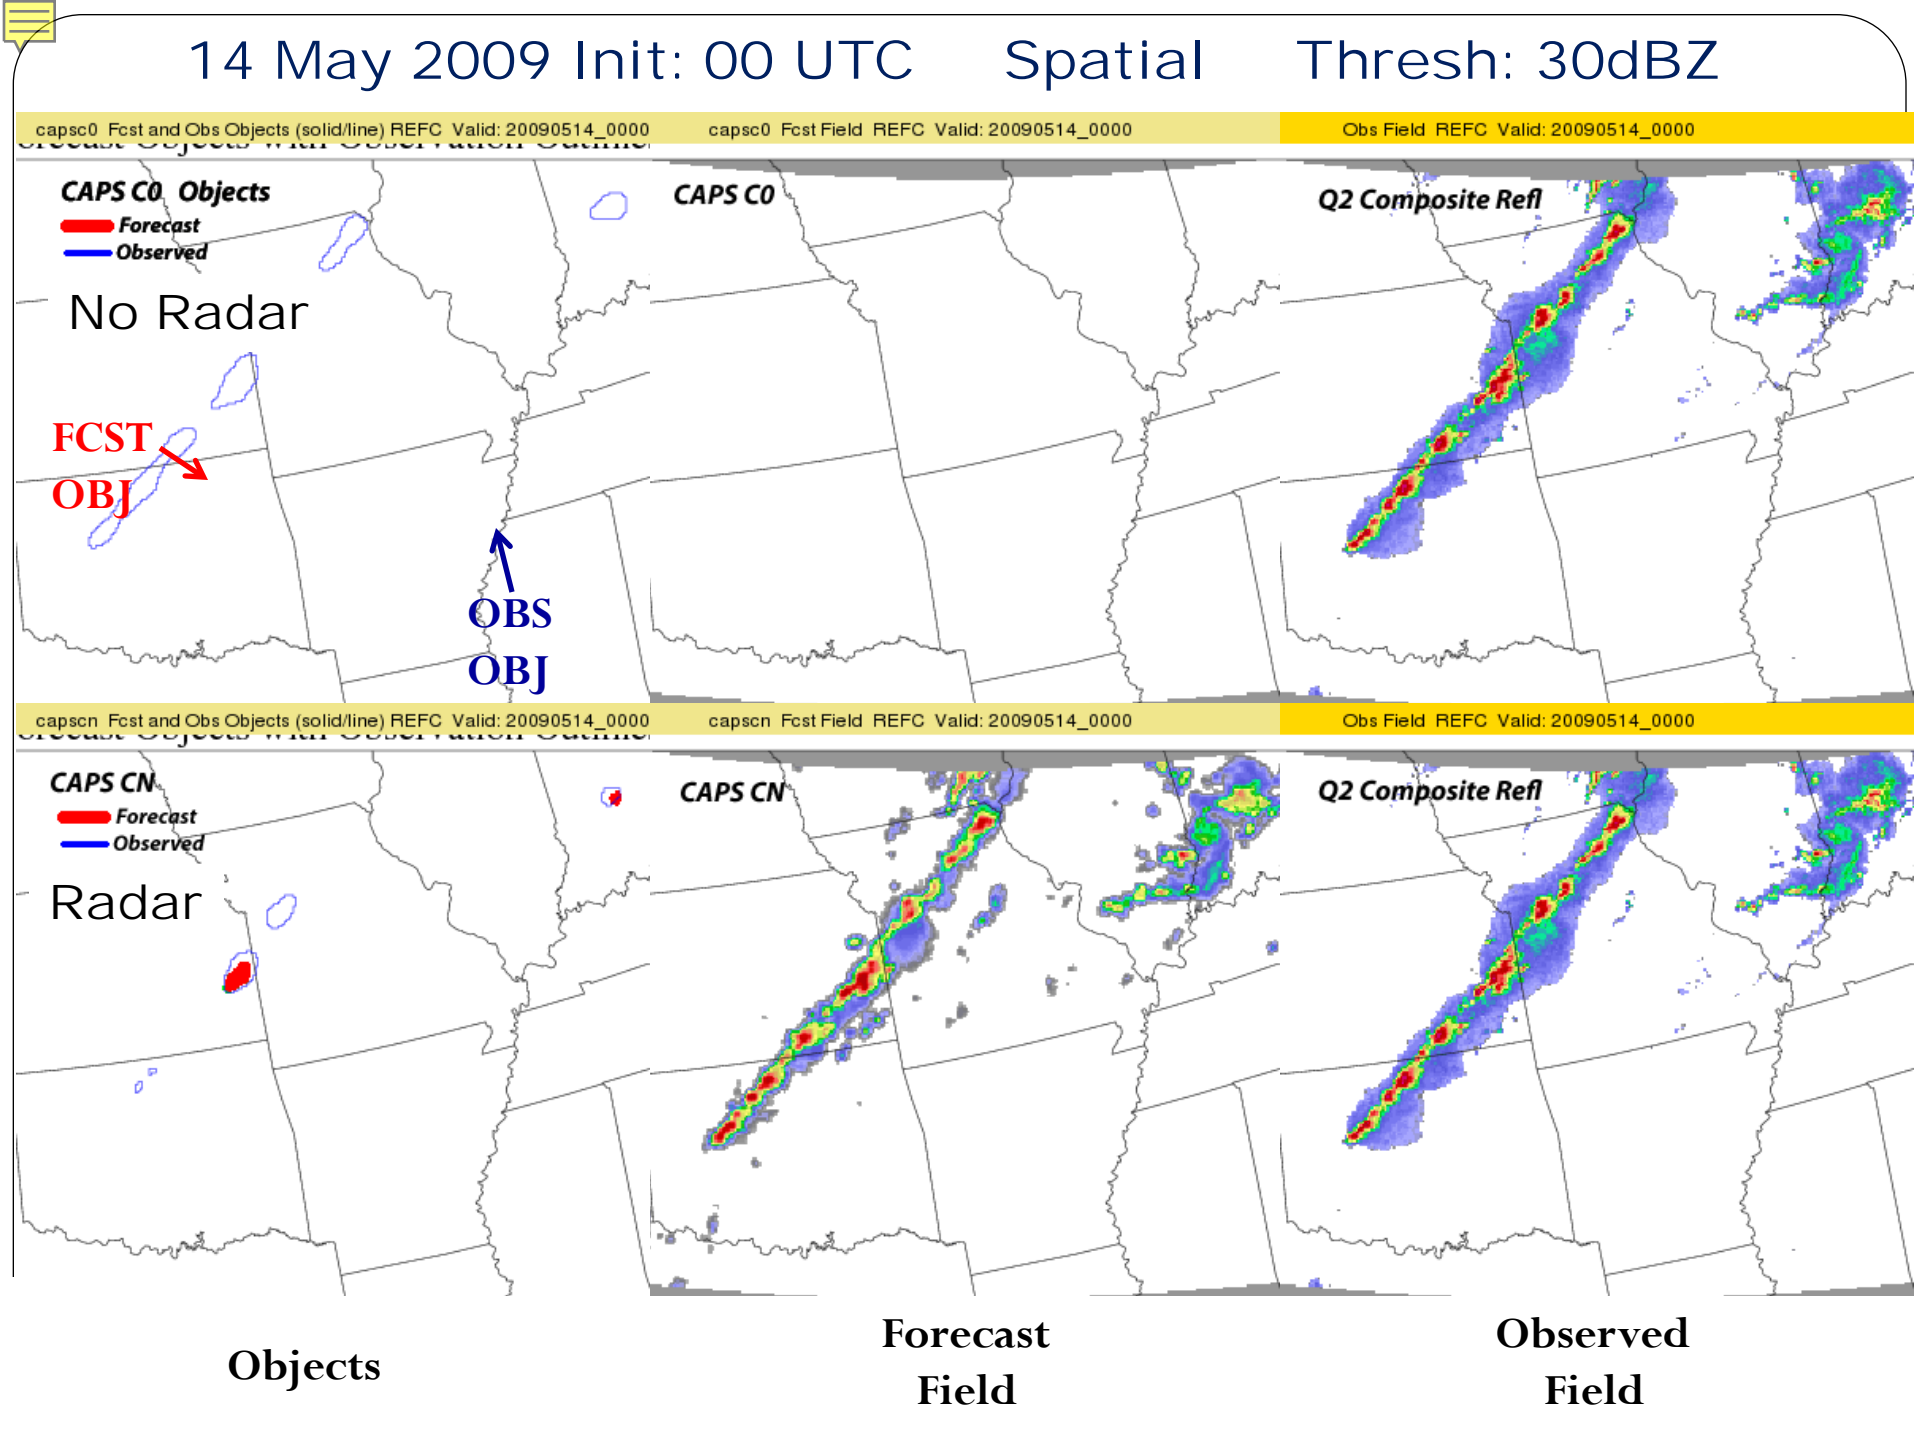 14 May 2009 Init: 00 UTC Spatial Thresh: 30dBZ
capsc0 Fcst and Obs Objects (solid/line) REFC Valid: 20090514_0000
capsc0 Fcst Field REFC Valid: 20090514_0000
Obs Field REFC Valid: 20090514_0000
CAPS C0 Objects
Forecast
Observed
No Radar
FCST
OBJ
OBS
OBJ
CAPS C0
Q2 Composite Refl
capscn Fcst and Obs Objects (solid/line) REFC Valid: 20090514_0000
capscn Fcst Field REFC Valid: 20090514_0000
Obs Field REFC Valid: 20090514_0000
CAPS CN
Forecast
Observed
Radar
CAPS CN
Q2 Composite Refl
Objects
Forecast
Field
Observed
Field